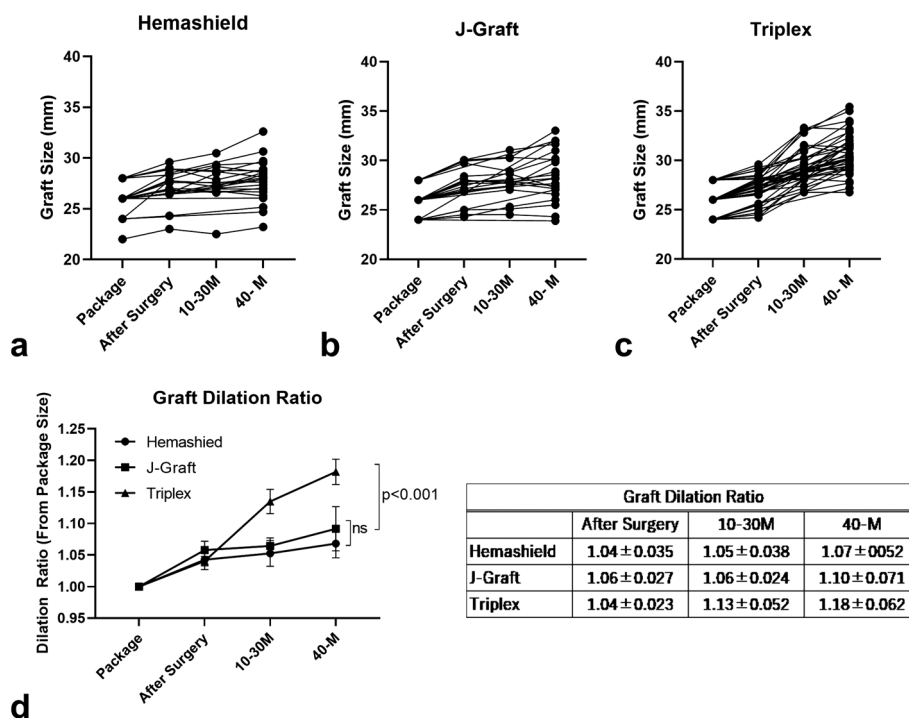 Hemashield
Graft Size (mm)
40
35
30
25
20
Package
After Surgery
10-30M
40- M
a
J-Graft
Graft Size (mm)
40
35
30
25
20
Package
After Surgery
10-30M
40- M
b
Triplex
Graft Size (mm)
40
35
30
25
20
Package
After Surgery
10-30M
40- M
c
Graft Dilation Ratio
Dilation Ratio (From Package Size)
1.25
1.20
1.15
1.10
1.05
1.00
0.95
Hemashied
J-Graft
Triplex
p<0.001
ns
Package
After Surgery
10-30M
40-M
d
Graft Dilation Ratio
After Surgery 10-30M 40-M
Hemashield 1.04±0.035 1.05±0.038 1.07±0052
J-Graft 1.06±0.027 1.06±0.024 1.10±0.071
Triplex 1.04±0.023 1.13±0.052 1.18±0.062